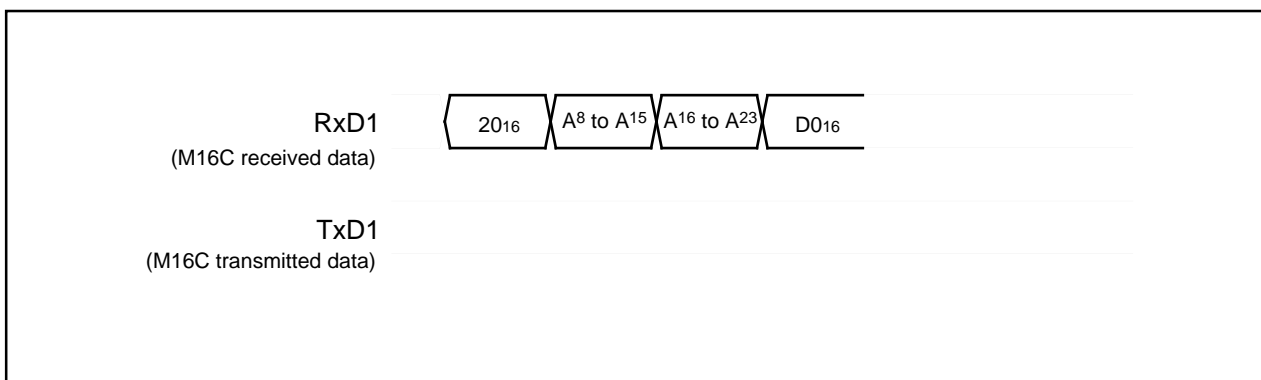 RxD1
(M16C received data)
2016
A8 to A15
A16 to A23
D016
TxD1
(M16C transmitted data)